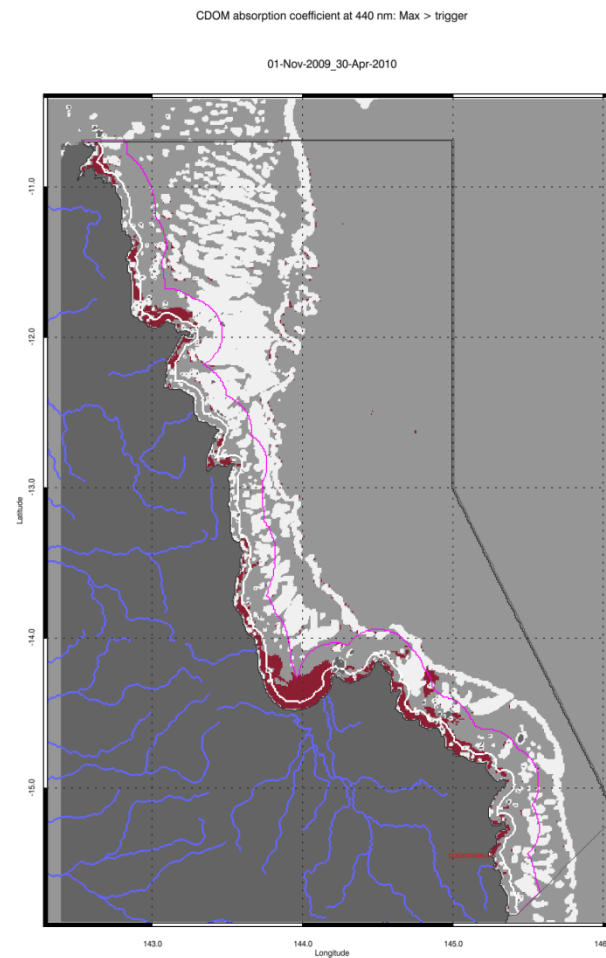 CDOM absorption coefficient at 440 nm: Max > trigger
01-Nov-2009_30-Apr-2010
-11.0
-12.0
-13.0
-14.0
-15.0
Latitude
143.0
144.0
145.0
146
Longitude